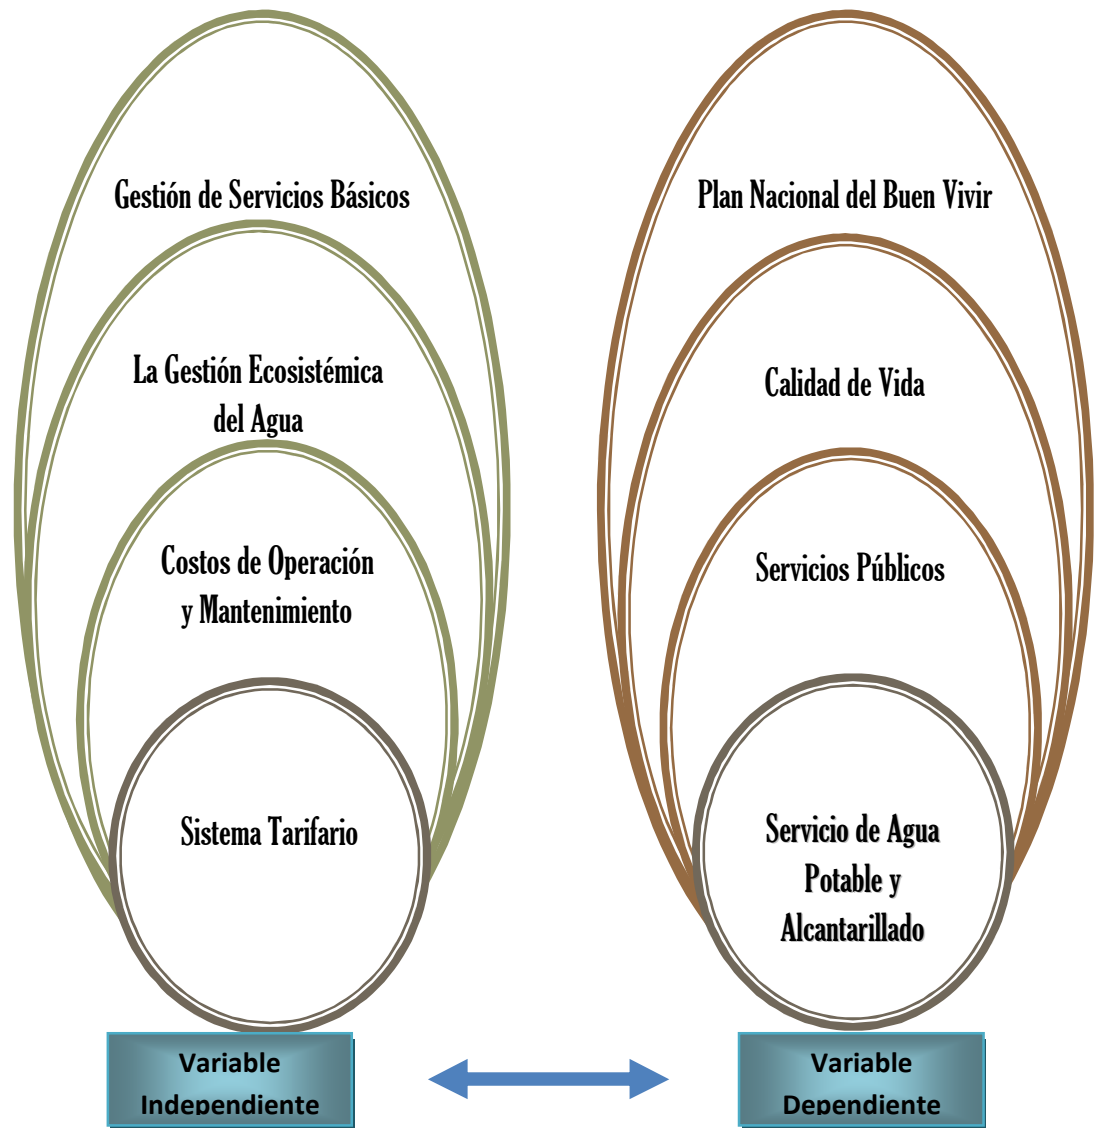 Gestión de Servicios Básicos
La Gestión Ecosistémica
del Agua
Costos de Operación
y Mantenimiento
Sistema Tarifario
Variable
Independiente
Plan Nacional del Buen Vivir
Calidad de Vida
Servicios Públicos
Servicio de Agua
Potable y
Alcantarillado
Variable
Dependiente